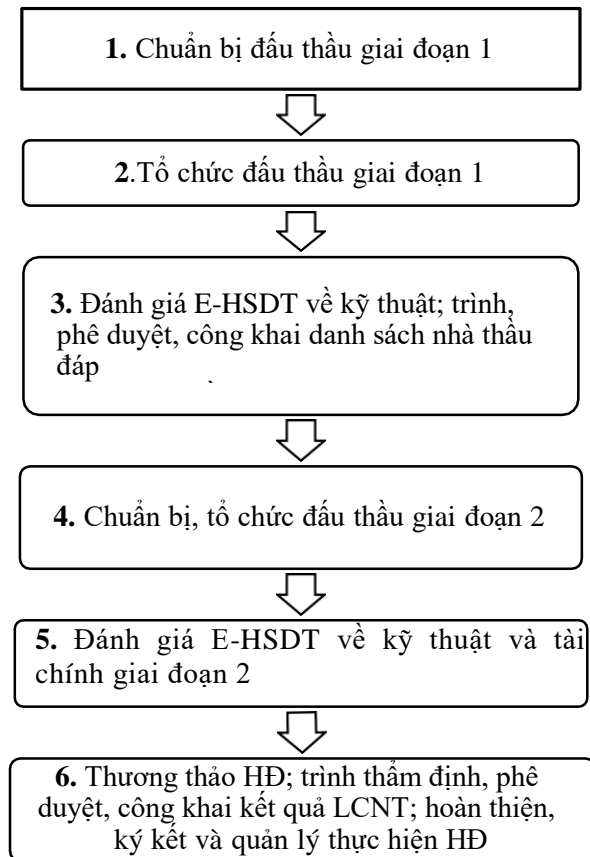 1. Chuẩn bị đấu thầu giai đoạn 1
2.Tổ chức đấu thầu giai đoạn 1
3. Đánh giá E-HSDT về kỹ thuật; trình,
phê duyệt, công khai danh sách nhà thầu
đáp
4. Chuẩn bị, tổ chức đấu thầu giai đoạn 2
5. Đánh giá E-HSDT về kỹ thuật và tài
chính giai đoạn 2
6. Thương thảo HĐ; trình thẩm định, phê
duyệt, công khai kết quả LCNT; hoàn thiện,
ký kết và quản lý thực hiện HĐ